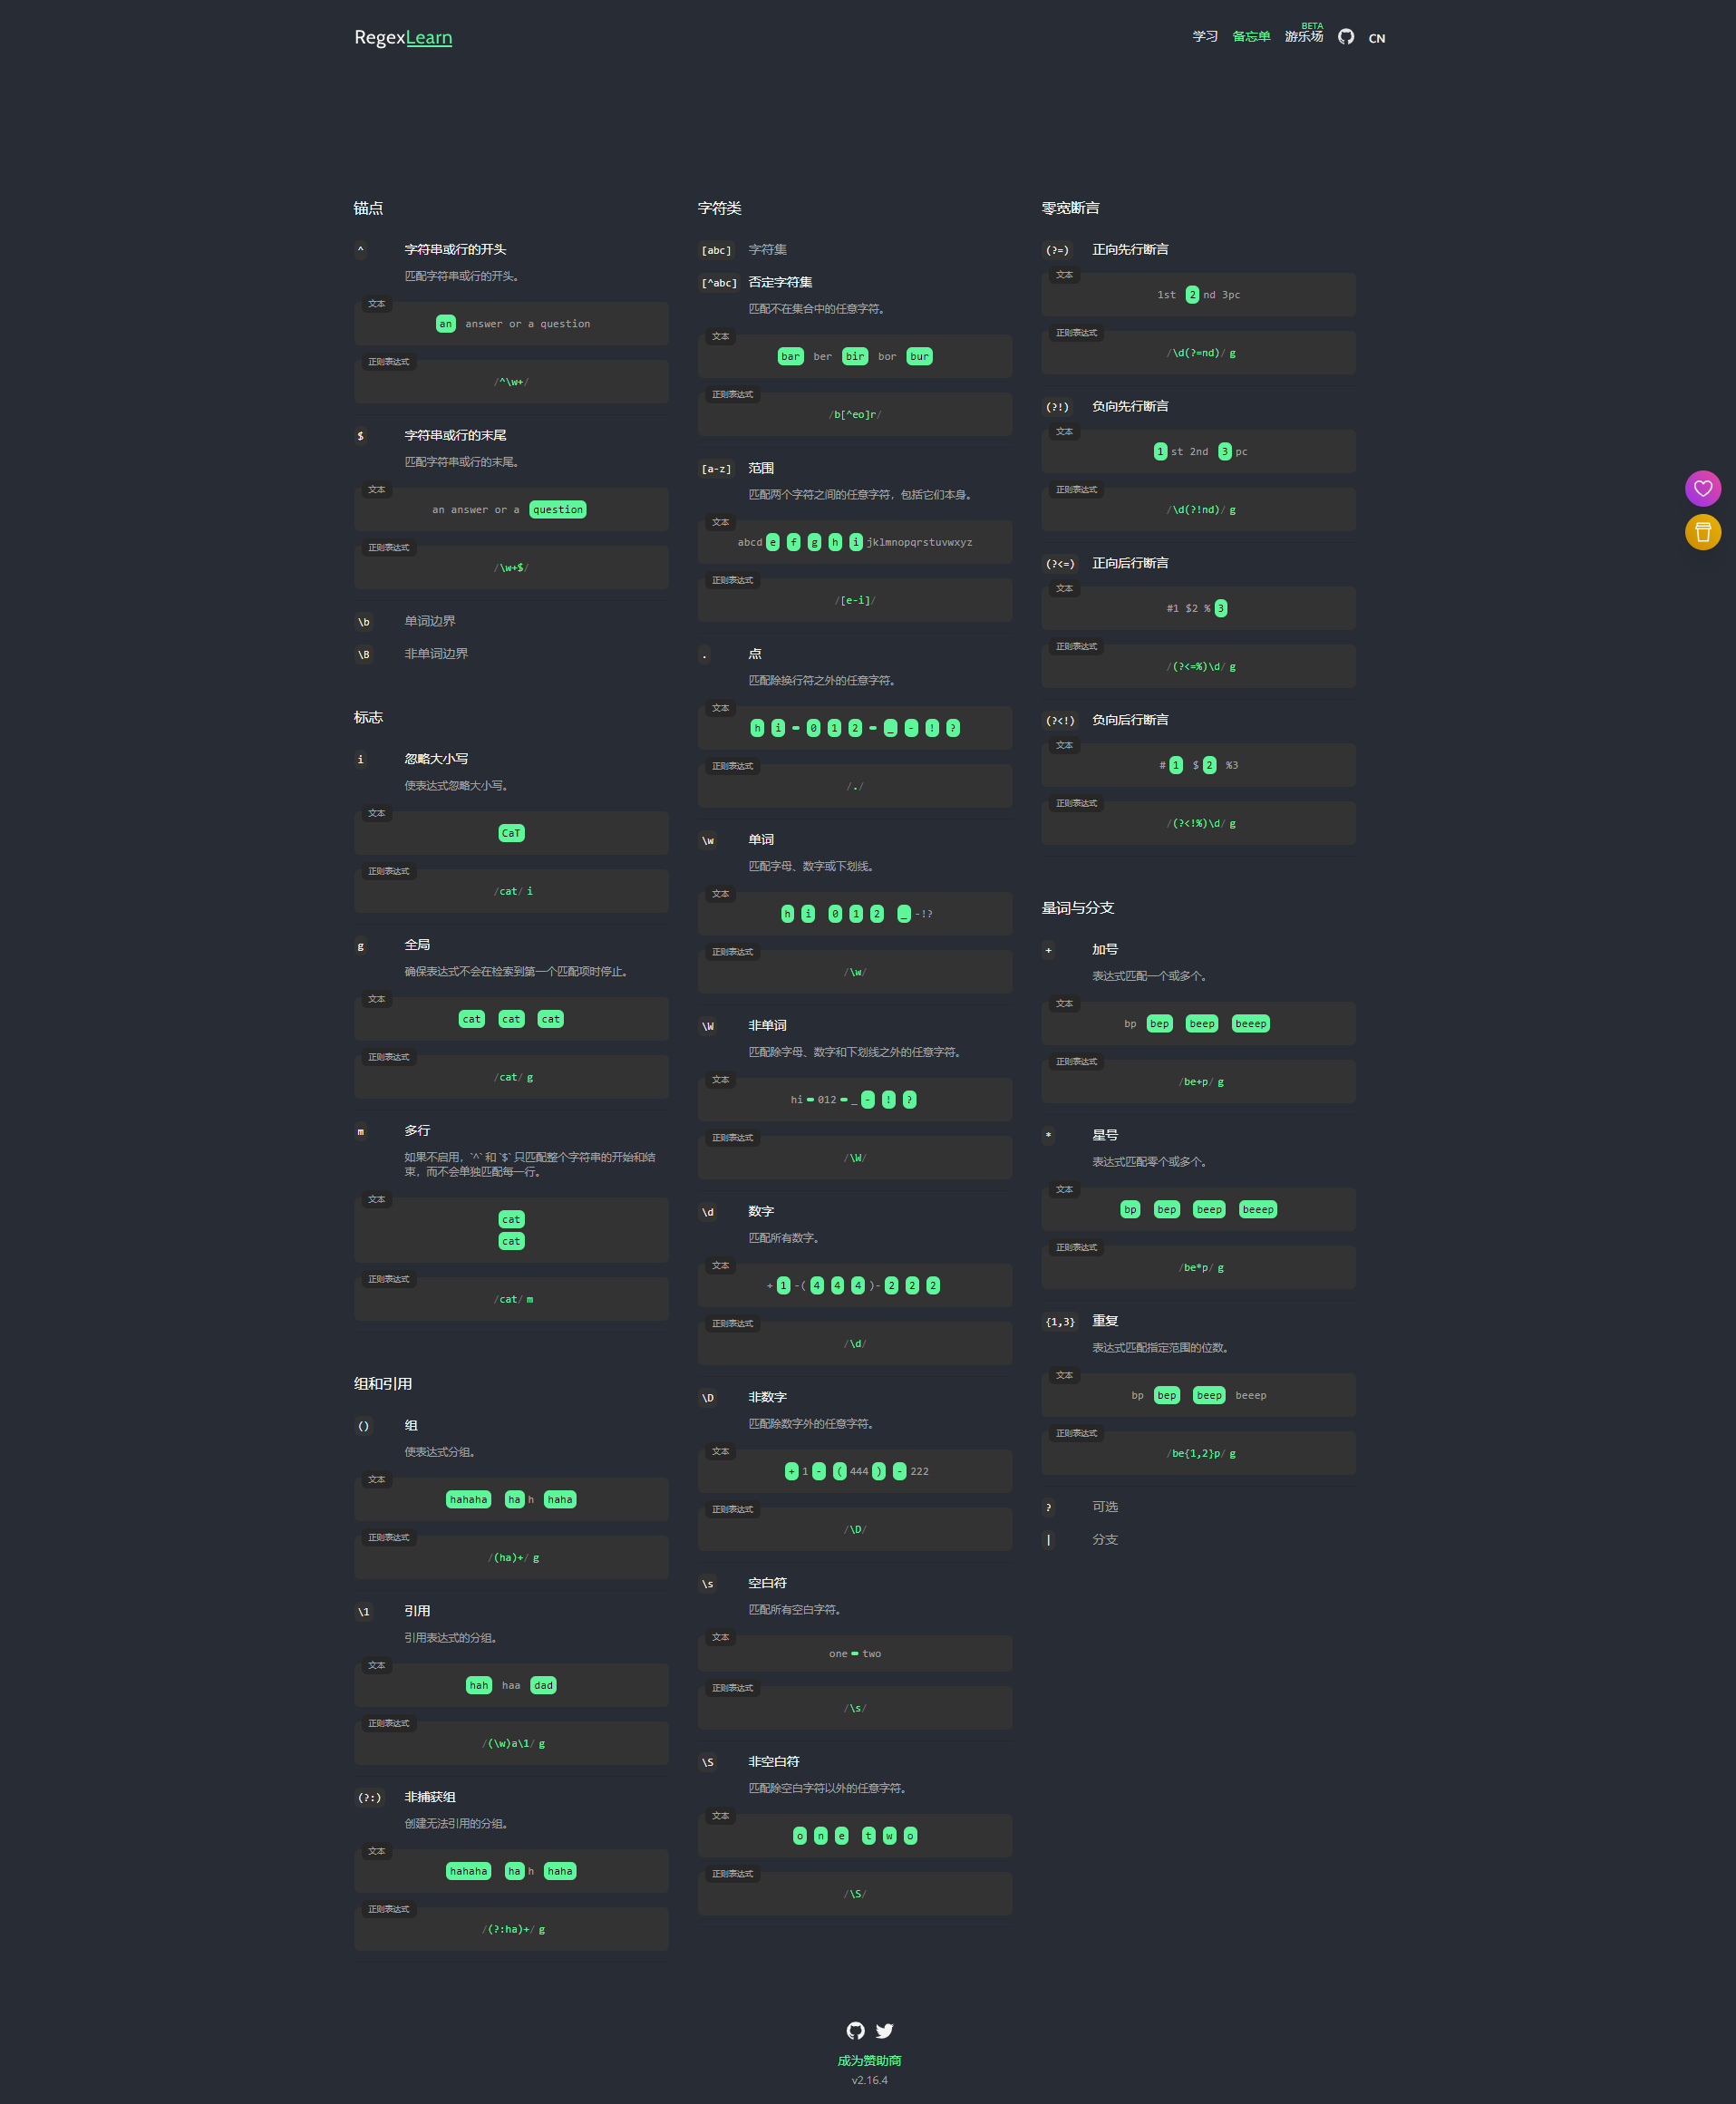 RegexLearn
学习 备忘单 游乐场 BETA CN
锚点
^ 字符串或行的开头
匹配字符串或行的开头。
文本
an answer or a question
正则表达式
/^\w+/
$ 字符串或行的末尾
匹配字符串或行的末尾。
文本
an answer or a question
正则表达式
/\w+$/
\b 单词边界
\B 非单词边界
标志
i 忽略大小写
使表达式忽略大小写。
文本
CaT
正则表达式
/cat/ i
g 全局
确保表达式不会在检索到第一个匹配项时停止。
文本
cat cat cat
正则表达式
/cat/ g
m 多行
如果不启用，`^` 和 `$` 只匹配整个字符串的开始和结
束，而不会单独匹配每一行。
文本
cat
cat
正则表达式
/cat/ m
组和引用
() 组
使表达式分组。
文本
hahaha ha h haha
正则表达式
/(ha)+/ g
\1 引用
引用表达式的分组。
文本
hah haa dad
正则表达式
/(\w)a\1/ g
(?:) 非捕获组
创建无法引用的分组。
文本
hahaha ha h haha
正则表达式
/(?:ha)+/ g
字符类
[abc] 字符集
[^abc] 否定字符集
匹配不在集合中的任意字符。
文本
bar ber bir bor bur
正则表达式
/b[^eo]r/
[a-z] 范围
匹配两个字符之间的任意字符，包括它们本身。
文本
abcd e f g h i jklmnopqrstuvwxyz
正则表达式
/[e-i]/
. 点
匹配除换行符之外的任意字符。
文本
h i 0 1 2 _ - ! ?
正则表达式
/./
\w 单词
匹配字母、数字或下划线。
文本
h i 0 1 2 _ -!?
正则表达式
/\w/
\W 非单词
匹配除字母、数字和下划线之外的任意字符。
文本
hi 012 _ - ! ?
正则表达式
/\W/
\d 数字
匹配所有数字。
文本
+ 1 -( 4 4 4 )- 2 2 2
正则表达式
/\d/
\D 非数字
匹配除数字外的任意字符。
文本
+ 1 - ( 444 ) - 222
正则表达式
/\D/
\s 空白符
匹配所有空白字符。
文本
one two
正则表达式
/\s/
\S 非空白符
匹配除空白字符以外的任意字符。
文本
o n e t w o
正则表达式
/\S/
零宽断言
(?=) 正向先行断言
文本
1st 2 nd 3pc
正则表达式
/\d(?=nd)/ g
(?!) 负向先行断言
文本
1 st 2nd 3 pc
正则表达式
/\d(?!nd)/ g
(?<=) 正向后行断言
文本
#1 $2 % 3
正则表达式
/(?<=%)\d/ g
(?<!) 负向后行断言
文本
# 1 $ 2 %3
正则表达式
/(?<!%)\d/ g
量词与分支
+ 加号
表达式匹配一个或多个。
文本
bp bep beep beeep
正则表达式
/be+p/ g
* 星号
表达式匹配零个或多个。
文本
bp bep beep beeep
正则表达式
/be*p/ g
{1,3} 重复
表达式匹配指定范围的位数。
文本
bp bep beep beeep
正则表达式
/be{1,2}p/ g
? 可选
| 分支
成为赞助商
v2.16.4